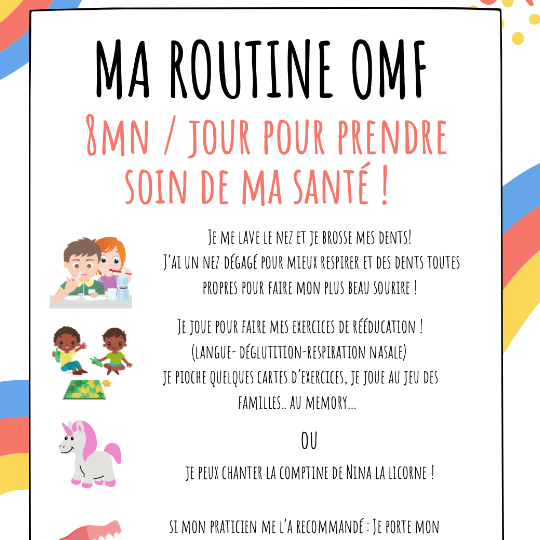 MA ROUTINE OMF
8MN / JOUR POUR PRENDRE
SOIN DE MA SANTÉ !
JE ME LAVE LE NEZ ET JE BROSSE MES DENTS!
J'AI UN NEZ DÉGAGÉ POUR MIEUX RESPIRER ET DES DENTS TOUTES
PROPRES POUR FAIRE MON PLUS BEAU SOURIRE !
JE JOUE POUR FAIRE MES EXERCICES DE RÉÉDUCATION !
(LANGUE- DÉGLUTITION-RESPIRATION NASALE)
JE PIOCHE QUELQUES CARTES D'EXERCICES, JE JOUE AU JEU DES
FAMILLES.. AU MEMORY...
OU
JE PEUX CHANTER LA COMPTINE DE NINA LA LICORNE !
SI MON PRATICIEN ME L'A RECOMMANDÉ : JE PORTE MON